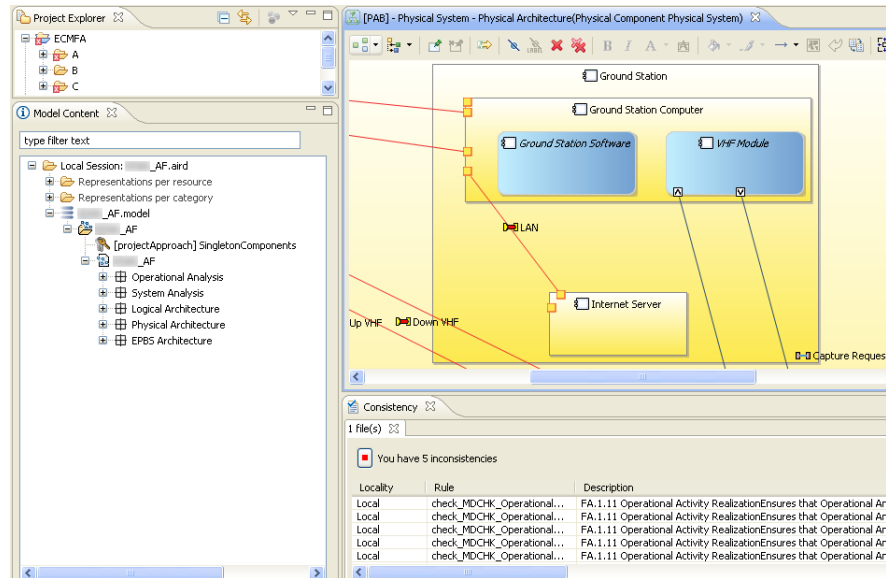 Project Explorer
ECMFA
A
B
C
Model Content
type filter text
Local Session: _AF.aird
Representations per resource
Representations per category
_AF.model
_AF
[projectApproach] SingletonComponents
_AF
Operational Analysis
System Analysis
Logical Architecture
Physical Architecture
EPBS Architecture
[PAB] - Physical System - Physical Architecture(Physical Component Physical System)
B I A
Ground Station
Ground Station Computer
Ground Station Software
VHF Module
LAN
Internet Server
Up VHF
Down VHF
Capture Reques
Consistency
1 file(s)
You have 5 inconsistencies
Locality Rule Description
Local check_MDCHK_Operational... FA.1.11 Operational Activity RealizationEnsures that Operational Ar
Local check_MDCHK_Operational... FA.1.11 Operational Activity RealizationEnsures that Operational Ar
Local check_MDCHK_Operational... FA.1.11 Operational Activity RealizationEnsures that Operational Ar
Local check_MDCHK_Operational... FA.1.11 Operational Activity RealizationEnsures that Operational Ar
Local check_MDCHK_Operational... FA.1.11 Operational Activity RealizationEnsures that Operational Ar